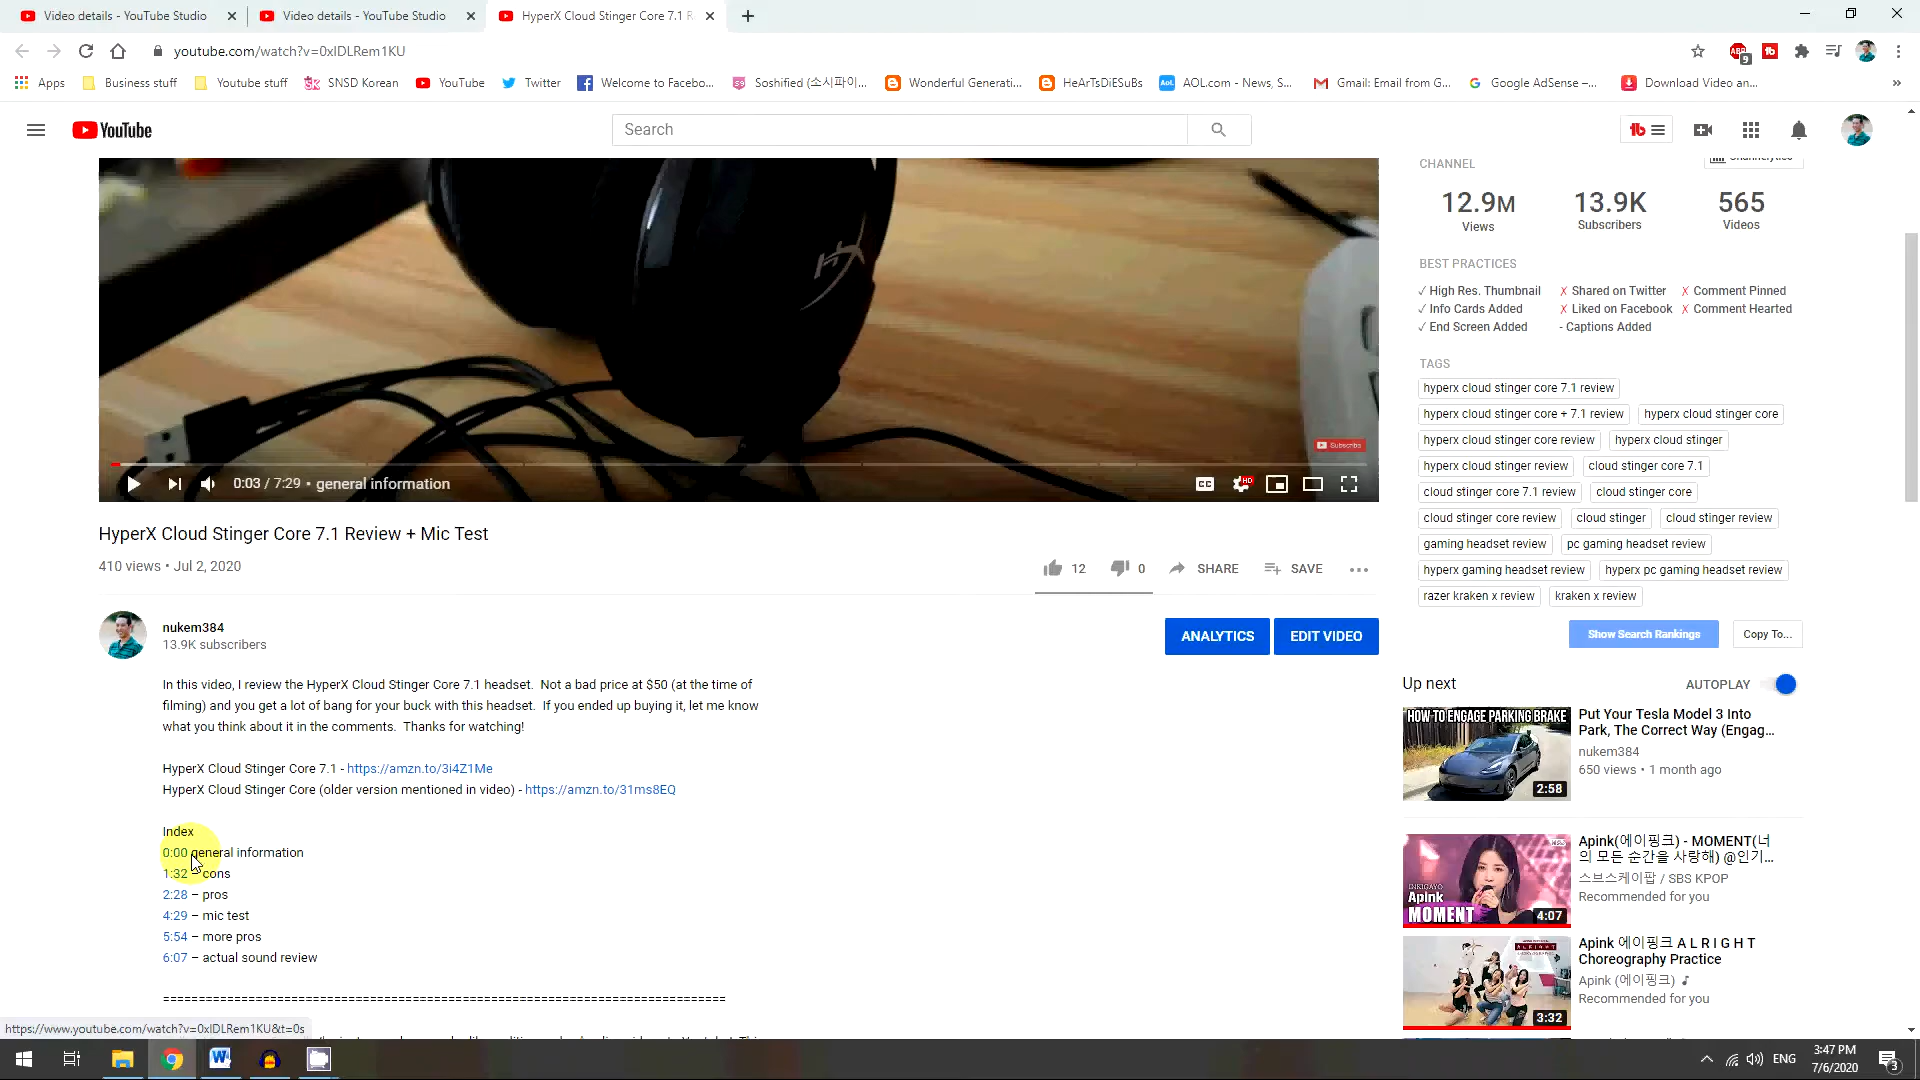 Video details - YouTube Studio
Video details - YouTube Studio
HyperX Cloud Stinger Core 7.1 R
youtube.com/watch?v=0xIDLRem1KU
ABP
9
tb
Apps
Business stuff
Youtube stuff
SNSD Korean
YouTube
Twitter
Welcome to Facebo...
Soshified (소시파이...
Wonderful Generati...
HeArTsDiESuBs
AOL.com - News, S...
Gmail: Email from G...
Google AdSense –...
Download Video an...
»
YouTube
Search
tb
CHANNEL
12.9M
Views
13.9K
Subscribers
565
Videos
BEST PRACTICES
✓ High Res. Thumbnail
✗ Shared on Twitter
✗ Comment Pinned
✓ Info Cards Added
✗ Liked on Facebook
✗ Comment Hearted
✓ End Screen Added
- Captions Added
TAGS
hyperx cloud stinger core 7.1 review
hyperx cloud stinger core + 7.1 review
hyperx cloud stinger core
hyperx cloud stinger core review
hyperx cloud stinger
hyperx cloud stinger review
cloud stinger core 7.1
cloud stinger core 7.1 review
cloud stinger core
cloud stinger core review
cloud stinger
cloud stinger review
gaming headset review
pc gaming headset review
hyperx gaming headset review
hyperx pc gaming headset review
razer kraken x review
kraken x review
Show Search Rankings
Copy To...
Subscribe
0:03 / 7:29 • general information
CC
HD
HyperX Cloud Stinger Core 7.1 Review + Mic Test
410 views • Jul 2, 2020
12
0
SHARE
SAVE
nukem384
13.9K subscribers
ANALYTICS
EDIT VIDEO
In this video, I review the HyperX Cloud Stinger Core 7.1 headset. Not a bad price at $50 (at the time of
filming) and you get a lot of bang for your buck with this headset. If you ended up buying it, let me know
what you think about it in the comments. Thanks for watching!
HyperX Cloud Stinger Core 7.1 - https://amzn.to/3i4Z1Me
HyperX Cloud Stinger Core (older version mentioned in video) - https://amzn.to/31ms8EQ
Index
0:00 general information
1:32 – cons
2:28 – pros
4:29 – mic test
5:54 – more pros
6:07 – actual sound review
================================================================================
Up next
AUTOPLAY
HOW TO ENGAGE PARKING BRAKE
2:58
Put Your Tesla Model 3 Into
Park, The Correct Way (Engag...
nukem384
650 views • 1 month ago
INKIGAYO
Apink
MOMENT
4:07
Apink(에이핑크) - MOMENT(너
의 모든 순간을 사랑해) @인기...
스브스케이팝 / SBS KPOP
Recommended for you
3:32
Apink 에이핑크 A L R I G H T
Choreography Practice
Apink (에이핑크) ♪
Recommended for you
https://www.youtube.com/watch?v=0xIDLRem1KU&t=0s
ENG
3:47 PM
7/6/2020
3